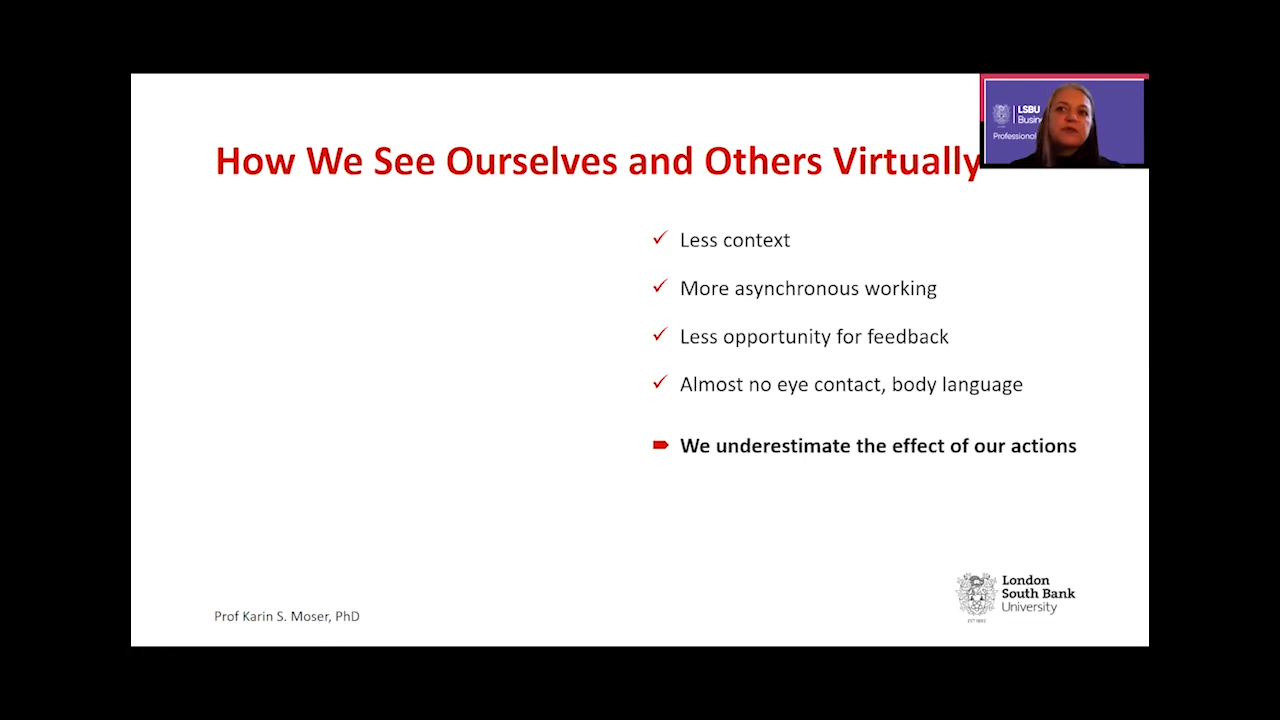 How We See Ourselves and Others Virtually
LSBU
Busin
Professional
Less context
More asynchronous working
Less opportunity for feedback
Almost no eye contact, body language
We underestimate the effect of our actions
Prof Karin S. Moser, PhD
London
South Bank
University
EST 1892